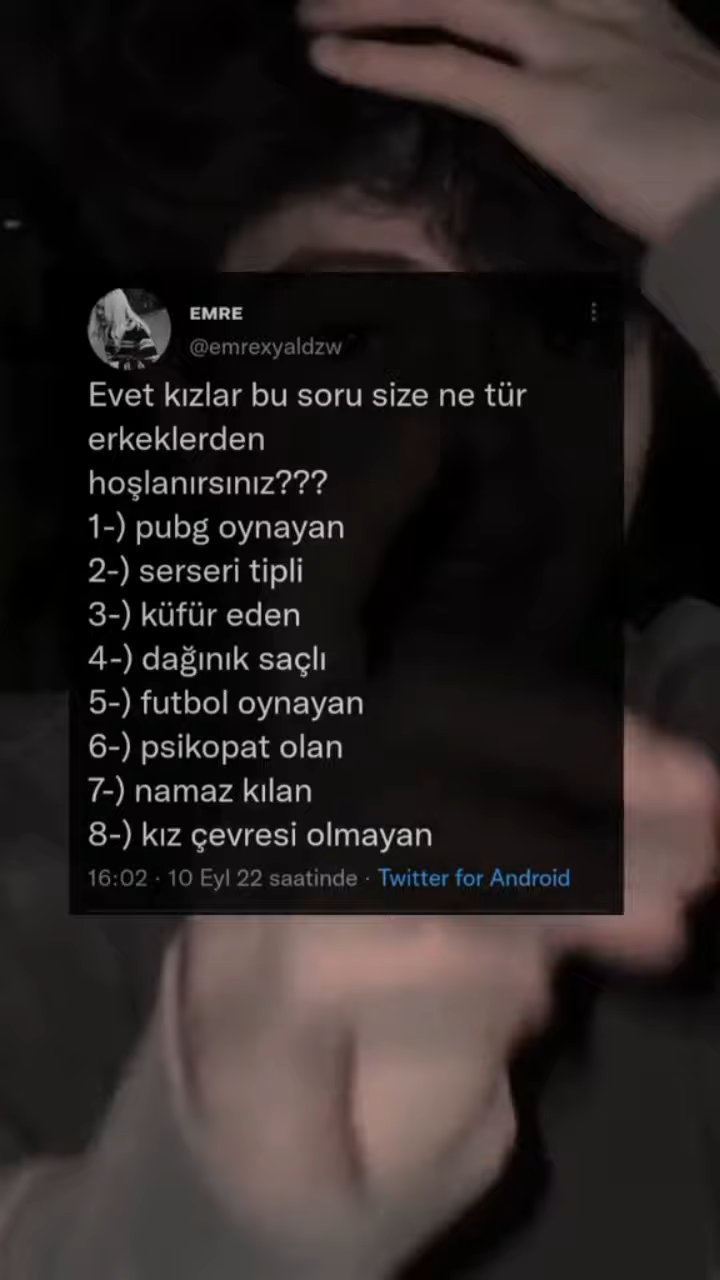 EMRE
@emrexyaldzw
Evet kızlar bu soru size ne tür
erkeklerden
hoşlanırsınız???
1-) pubg oynayan
2-) serseri tipli
3-) küfür eden
4-) dağınık saçlı
5-) futbol oynayan
6-) psikopat olan
7-) namaz kılan
8-) kız çevresi olmayan
16:02 · 10 Eyl 22 saatinde · Twitter for Android